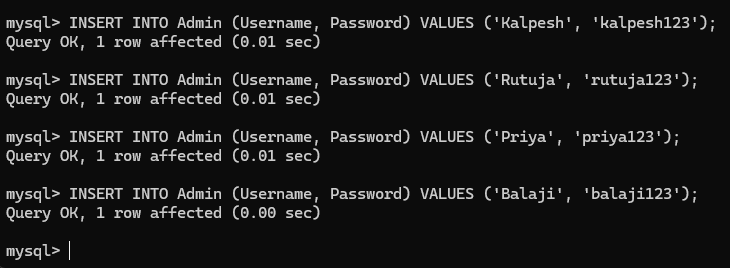 mysql> INSERT INTO Admin (Username, Password) VALUES ('Kalpesh', 'kalpesh123');
Query OK, 1 row affected (0.01 sec)
mysql> INSERT INTO Admin (Username, Password) VALUES ('Rutuja', 'rutuja123');
Query OK, 1 row affected (0.01 sec)
mysql> INSERT INTO Admin (Username, Password) VALUES ('Priya', 'priya123');
Query OK, 1 row affected (0.01 sec)
mysql> INSERT INTO Admin (Username, Password) VALUES ('Balaji', 'balaji123');
Query OK, 1 row affected (0.00 sec)
mysql>